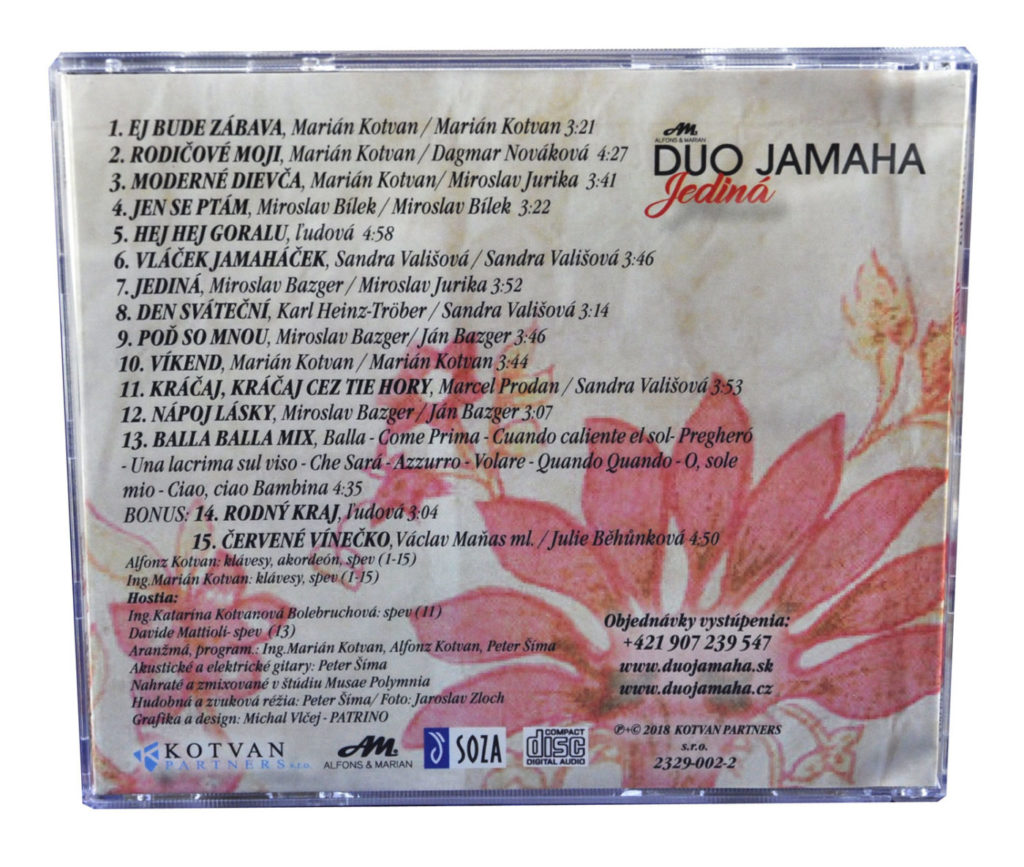 1. EJ BUDE ZÁBAVA, Marián Kotvan / Marián Kotvan 3:21
2. RODIČOVÉ MOJI, Marián Kotvan / Dagmar Nováková 4:27
3. MODERNÉ DIEVČA, Marián Kotvan/ Miroslav Jurika 3:41
4. JEN SE PTÁM, Miroslav Bílek / Miroslav Bílek 3:22
5. HEJ HEJ GORALU, ľudová 4:58
6. VLÁČEK JAMAHÁČEK, Sandra Vališová / Sandra Vališová 3:46
7. JEDINÁ, Miroslav Bazger / Miroslav Jurika 3:52
8. DEN SVÁTEČNÍ, Karl Heinz-Tröber / Sandra Vališová 3:14
9. POĎ SO MNOU, Miroslav Bazger/ Ján Bazger 3:46
10. VÍKEND, Marián Kotvan / Marián Kotvan 3:44
11. KRÁČAJ, KRÁČAJ CEZ TIE HORY, Marcel Prodan / Sandra Vališová 3:53
12. NÁPOJ LÁSKY, Miroslav Bazger / Ján Bazger 3:07
13. BALLA BALLA MIX, Balla - Come Prima - Cuando caliente el sol- Pregheró
- Una lacrima sul viso - Che Sará - Azzurro - Volare - Quando Quando - O, sole
mio - Ciao, ciao Bambina 4:35
BONUS: 14. RODNÝ KRAJ, ľudová 3:04
15. ČERVENÉ VÍNEČKO, Václav Maňas ml. / Julie Běhůnková 4:50
Alfonz Kotvan: klávesy, akordeón, spev (1-15)
Ing.Marián Kotvan: klávesy, spev (1-15)
Hostia:
Ing.Katarína Kotvanová Bolebruchová: spev (11)
Davide Mattioli- spev (13)
Aranžmá, program.: Ing.Marián Kotvan, Alfonz Kotvan, Peter Šíma
Akustické a elektrické gitary: Peter Šíma
Nahraté a zmixované v štúdiu Musae Polymnia
Hudobná a zvuková réžia: Peter Šíma/ Foto: Jaroslav Zloch
Grafika a design: Michal Vlčej - PATRINO
KOTVAN
PARTNERS s.r.o.
AM
ALFONS & MARIAN
SOZA
COMPACT
disc
DIGITAL AUDIO
AM
ALFONS & MARIAN
DUO JAMAHA
Jediná
Objednávky vystúpenia:
+421 907 239 547
www.duojamaha.sk
www.duojamaha.cz
℗+© 2018 KOTVAN PARTNERS
s.r.o.
2329-002-2